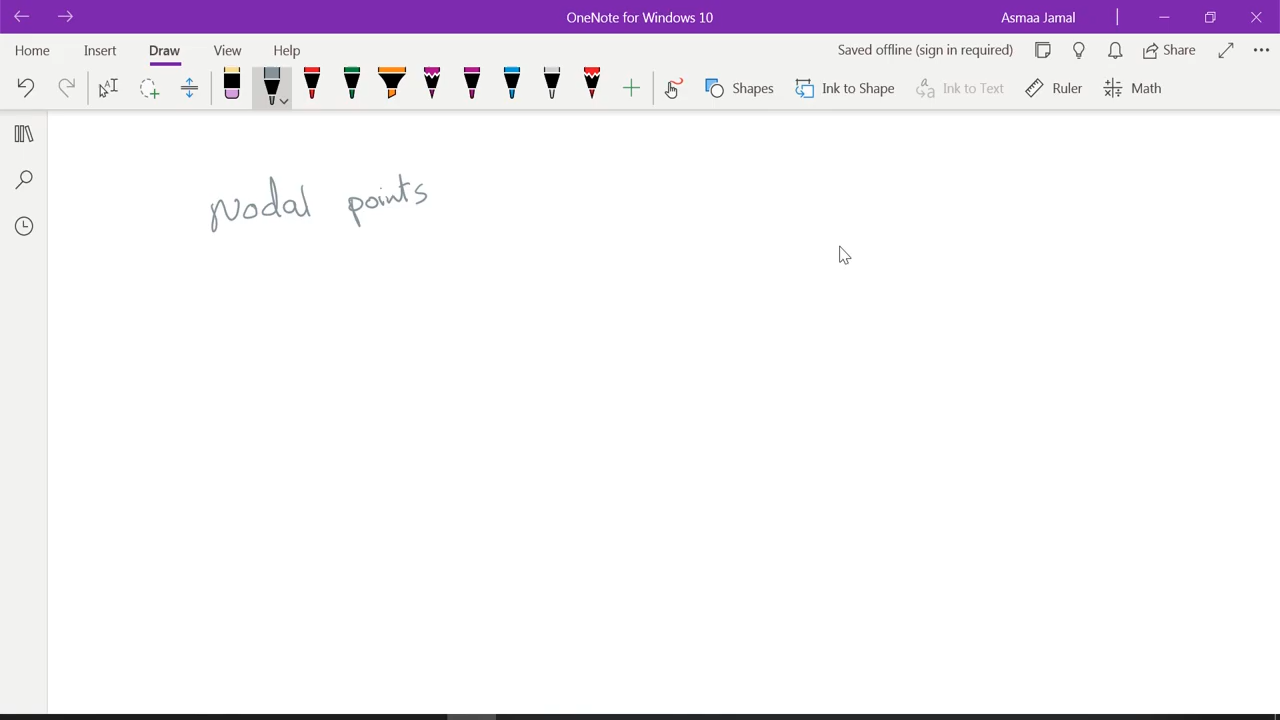 OneNote for Windows 10
Asmaa Jamal
Home Insert Draw View Help
Saved offline (sign in required) Share
Shapes Ink to Shape Ink to Text Ruler Math
Nodal points